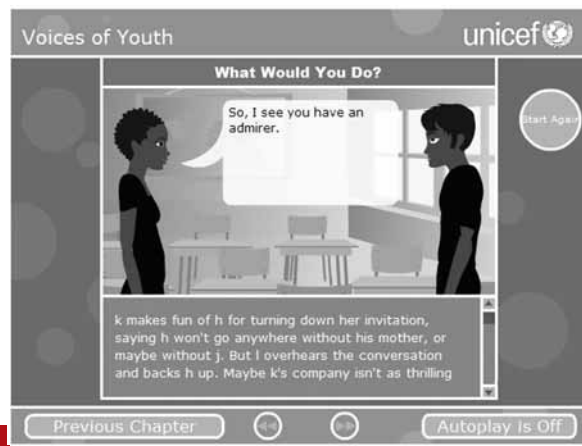 Voices of Youth
unicef
What Would You Do?
So, I see you have an
admirer.
Start Again
k makes fun of h for turning down her invitation,
saying h won't go anywhere without his mother, or
maybe without j. But l overhears the conversation
and backs h up. Maybe k's company isn't as thrilling
Previous Chapter
Autoplay is Off